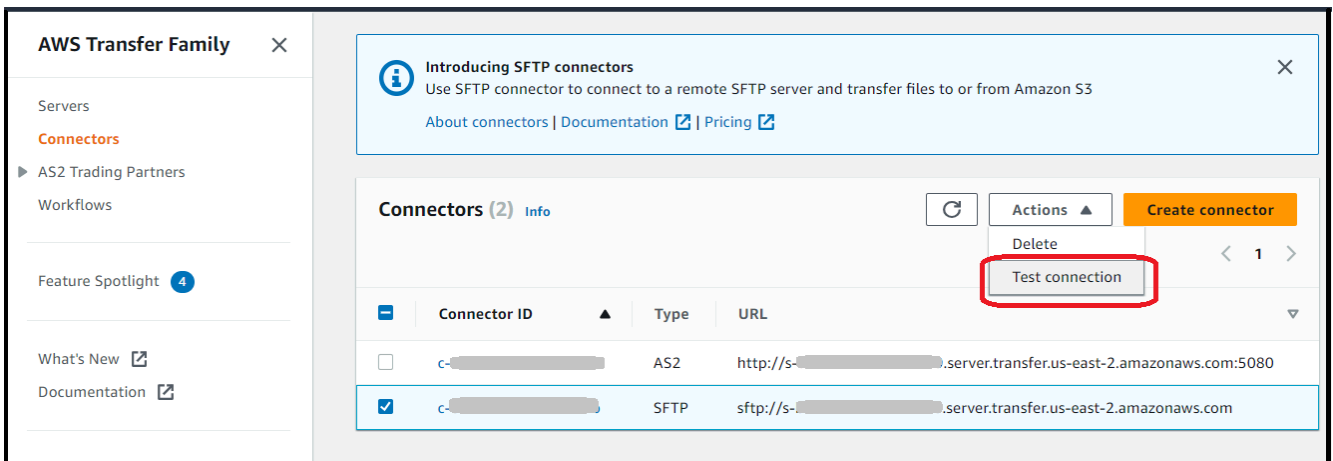 AWS Transfer Family
Servers
Connectors
AS2 Trading Partners
Workflows
Feature Spotlight 4
What's New
Documentation
Introducing SFTP connectors
Use SFTP connector to connect to a remote SFTP server and transfer files to or from Amazon S3
About connectors | Documentation | Pricing
Connectors (2) Info
Actions
Create connector
Delete
Test connection
1
Connector ID Type URL
c- AS2 http://s- .server.transfer.us-east-2.amazonaws.com:5080
c- SFTP sftp://s- .server.transfer.us-east-2.amazonaws.com